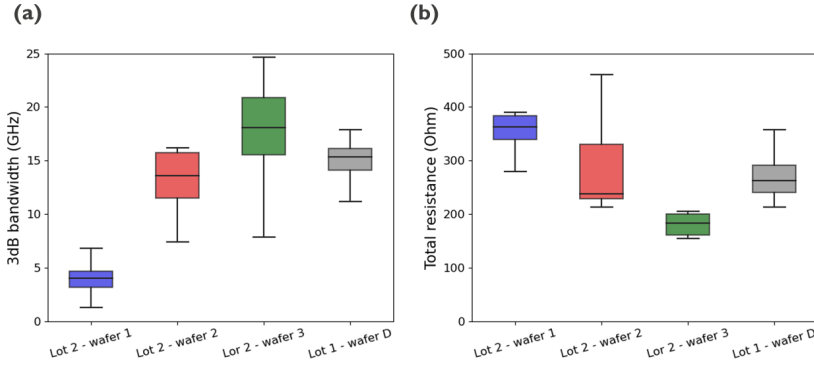 (a)
(b)
3dB bandwidth (GHz)
25
20
15
10
5
0
Lot 2 - wafer 1
Lot 2 - wafer 2
Lor 2 - wafer 3
Lot 1 - wafer D
Total resistance (Ohm)
500
400
300
200
100
0
Lot 2 - wafer 1
Lot 2 - wafer 2
Lor 2 - wafer 3
Lot 1 - wafer D